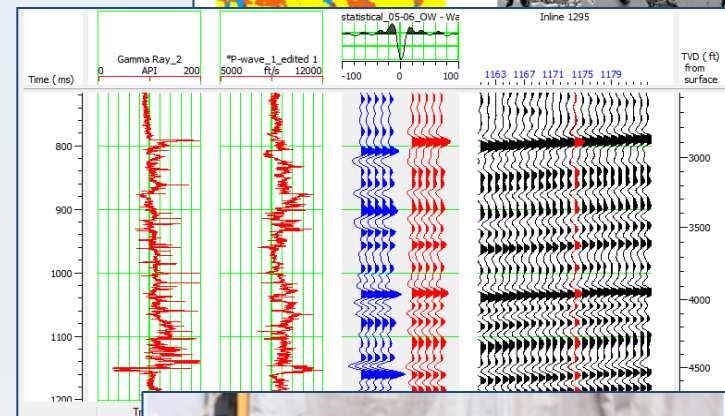 statistical_05-06_OW - Wa
Inline 1295
Gamma Ray_2
*P-wave_1_edited 1
TVD (ft)
from
surface
Time (ms)
0 API 200
5000 ft/s 12000
-100 0 100
1163 1167 1171 1175 1179
800
3000
900
3500
1000
4000
1100
4500
1200